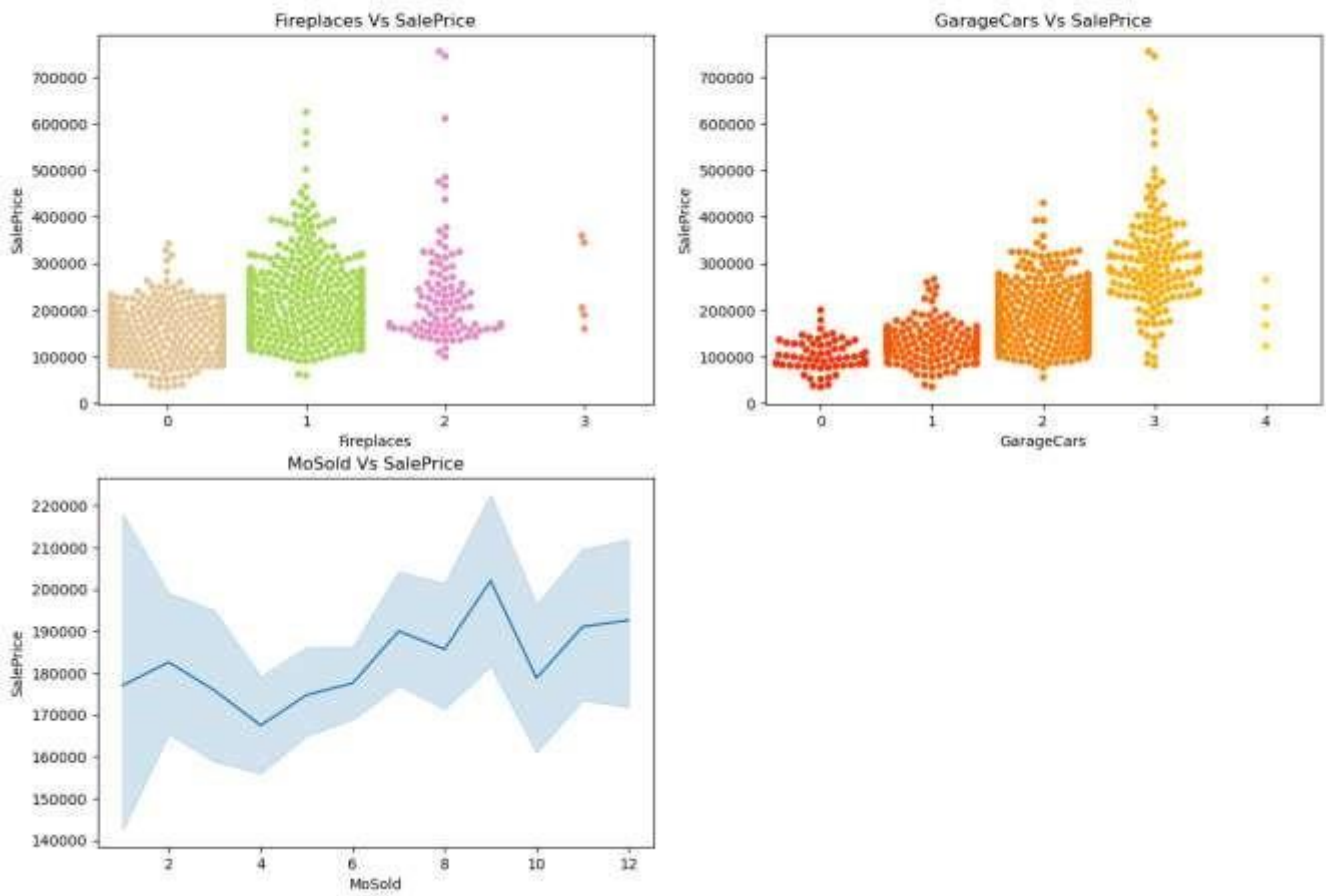 Fireplaces Vs SalePrice
700000
600000
500000
400000
300000
200000
100000
0
SalePrice
0 1 2 3
Fireplaces
GarageCars Vs SalePrice
700000
600000
500000
400000
300000
200000
100000
0
SalePrice
0 1 2 3 4
GarageCars
MoSold Vs SalePrice
220000
210000
200000
190000
180000
170000
160000
150000
140000
SalePrice
2 4 6 8 10 12
MoSold